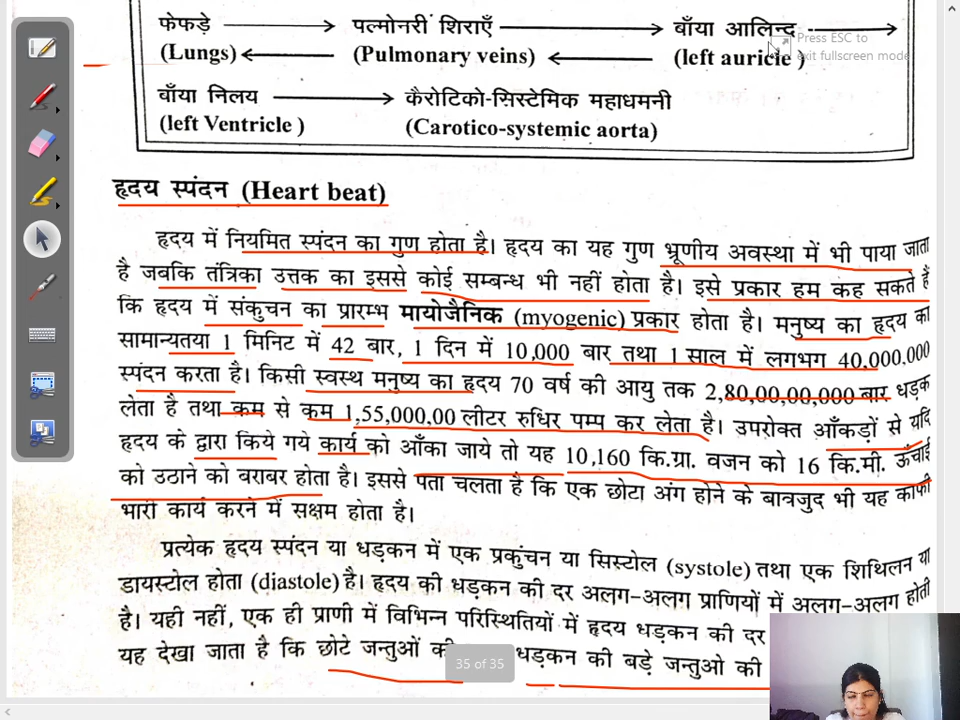 फेफड़े पल्मोनरी शिराएँ बाँया आलिन्द
(Lungs) (Pulmonary veins) (left auricle)
Press ESC to
exit fullscreen mode
बाँया निलय कैरोटिको-सिस्टेमिक महाधमनी
(left Ventricle ) (Carotico-systemic aorta)
हृदय स्पंदन (Heart beat)
हृदय में नियमित स्पंदन का गुण होता है। हृदय का यह गुण भ्रूणीय अवस्था में भी पाया जाता
है जबकि तंत्रिका उत्तक का इससे कोई सम्बन्ध भी नहीं होता है। इसे प्रकार हम कह सकते हैं
कि हृदय में संकुचन का प्रारम्भ मायोजैनिक (myogenic) प्रकार होता है। मनुष्य का हृदय का
सामान्यतया 1 मिनिट में 42 बार, 1 दिन में 10,000 बार तथा 1 साल में लगभग 40,000.000
स्पंदन करता है। किसी स्वस्थ मनुष्य का हृदय 70 वर्ष की आयु तक 2,80,00,00,000 बार धड़क
लेता है तथा कम से कम 1,55,000,00 लीटर रुधिर पम्प कर लेता है। उपरोक्त आँकड़ों से यदि
हृदय के द्वारा किये गये कार्य को आँका जाये तो यह 10,160 कि.ग्रा. वजन को 16 कि.मी. ऊँचाई
को उठाने को बराबर होता है। इससे पता चलता है कि एक छोटा अंग होने के बावजुद भी यह काफी
भारी कार्य करने में सक्षम होता है।
प्रत्येक हृदय स्पंदन या धड़कन में एक प्रकुंचन या सिस्टोल (systole) तथा एक शिथिलन या
डायस्टोल होता (diastole) है। हृदय की धड़कन की दर अलग-अलग प्राणियों में अलग-अलग होती
है। यही नहीं, एक ही प्राणी में विभिन्न परिस्थितियों में हृदय धड़कन की दर
यह देखा जाता है कि छोटे जन्तुओं धड़कन की बड़े जन्तुओ की
35 of 35